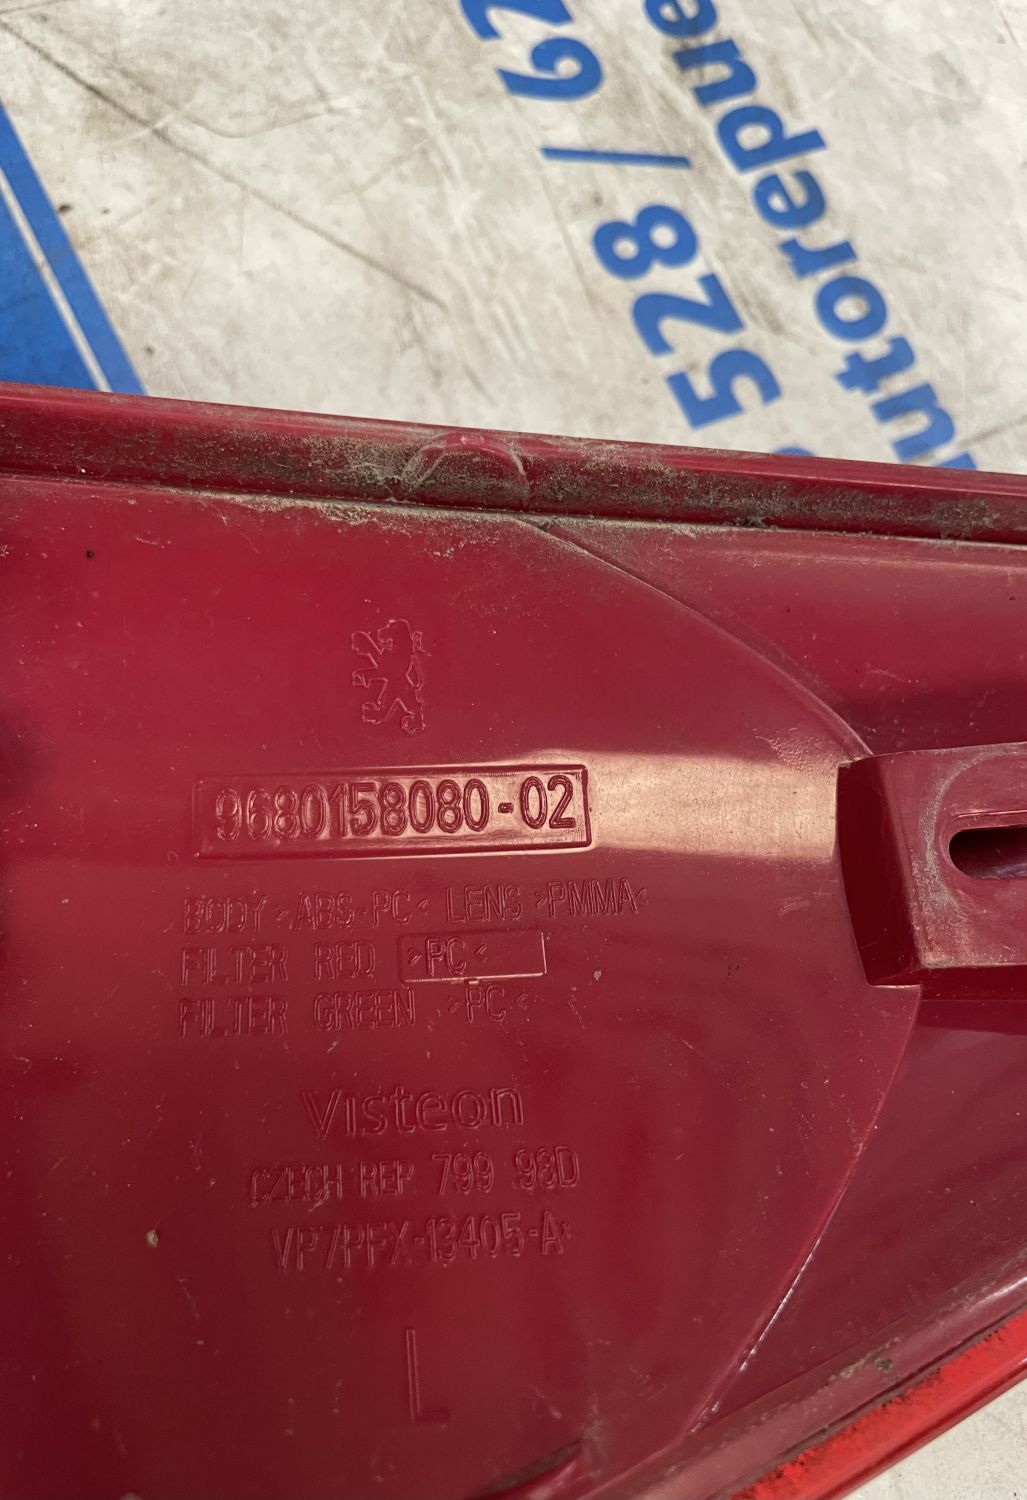 528 / 62
utorepue
9680158080-02
BODY >ABS-PC< LENS >PMMA<
FILTER RED >PC<
FILTER GREEN >PC<
Visteon
CZECH REP. 799 98D
VP7PFX-13405-A
L